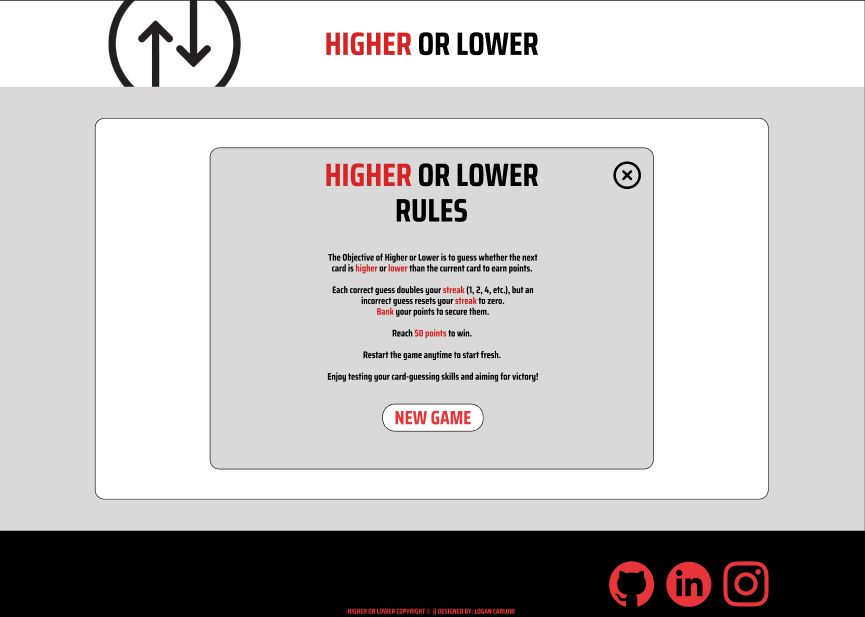 HIGHER OR LOWER
HIGHER OR LOWER
RULES
The Objective of Higher or Lower is to guess whether the next
card is higher or lower than the current card to earn points.
Each correct guess doubles your streak (1, 2, 4, etc.), but an
incorrect guess resets your streak to zero.
Bank your points to secure them.
Reach 50 points to win.
Restart the game anytime to start fresh.
Enjoy testing your card-guessing skills and aiming for victory!
NEW GAME
in
HIGHER OR LOWER COPYRIGHT © || DESIGNED BY: LOGAN CARLOW